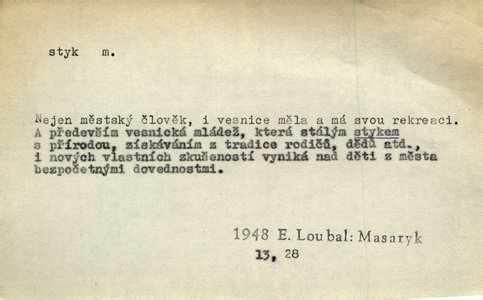 styk m.
Nejen městský člověk, i vesnice měla a má svou rekreaci.
A především vesnická mládež, která stálým stykem
s přírodou, získáváním z tradice rodičů, dědů atd.,
i nových vlastních zkušeností vyniká nad děti z města
bezpočetnými dovednostmi.
1948 E. Loubal: Masaryk
13, 28